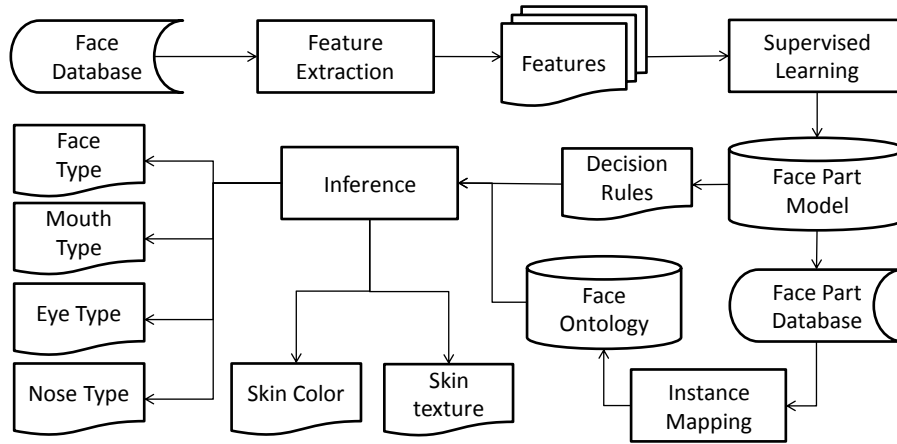 Face
Database
Feature
Extraction
Features
Supervised
Learning
Face
Type
Mouth
Type
Eye Type
Nose Type
Inference
Decision
Rules
Face Part
Model
Face
Ontology
Face Part
Database
Skin Color
Skin
texture
Instance
Mapping